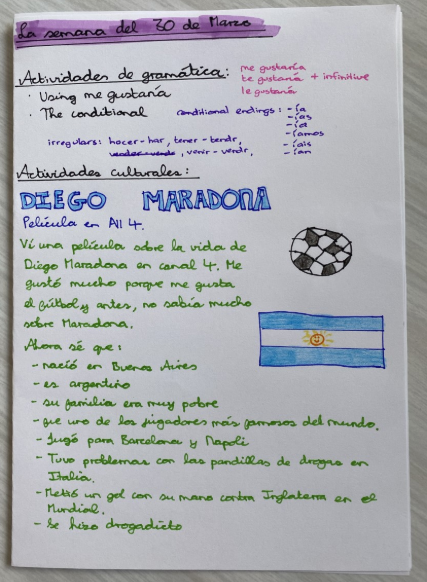 La semana del 30 de Marzo
Actividades de gramática: me gustaría
te gustaría + infinitive
le gustaría
· Using me gustaría
· The conditional conditional endings: -ía
-ías
-ía
-íamos
-íais
-ían
irregulars: hacer-har, tener-tendr,
venir-vendr,
Actividades culturales:
DIEGO MARADONA
Película en All 4.
Ví una película sobre la vida de
Diego Maradona en canal 4. Me
gustó mucho porque me gusta
el fútbol y antes, no sabía mucho
sobre Maradona.
Ahora sé que:
- nació en Buenos Aires
- es argentino
- su familia era muy pobre
- fue uno de los jugadores más famosos del mundo.
- Jugó para Barcelona y Napoli
- Tuvo problemas con las pandillas de drogas en
Italia.
- Metió un gol con su mano contra Inglaterra en el
Mundial.
- Se hizo drogadicto